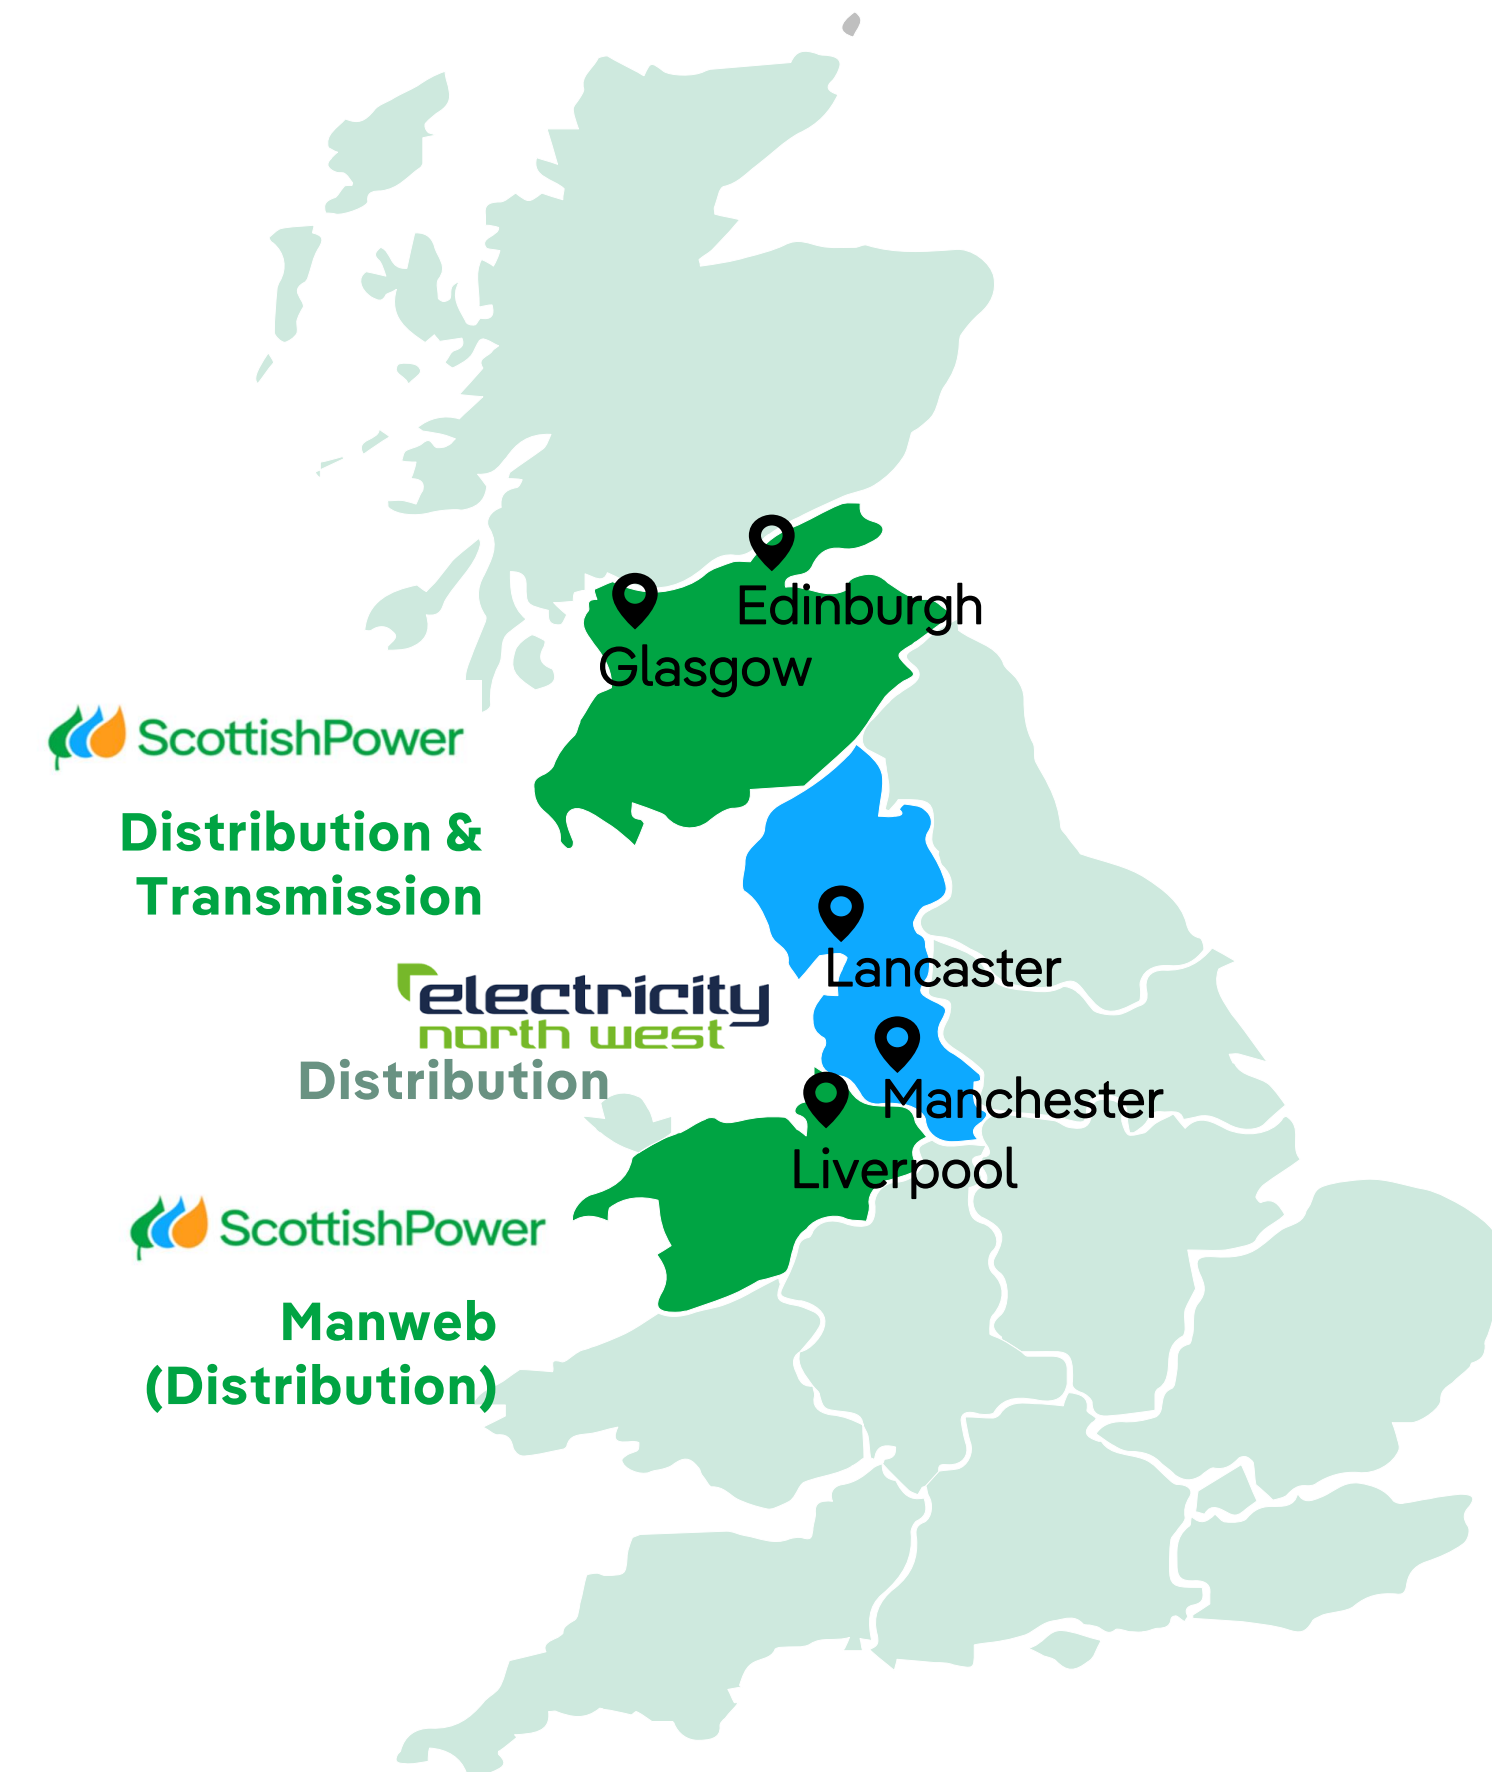 Edinburgh
Glasgow
ScottishPower
Distribution &
Transmission
Lancaster
electricity
north west
Distribution
Manchester
Liverpool
ScottishPower
Manweb
(Distribution)